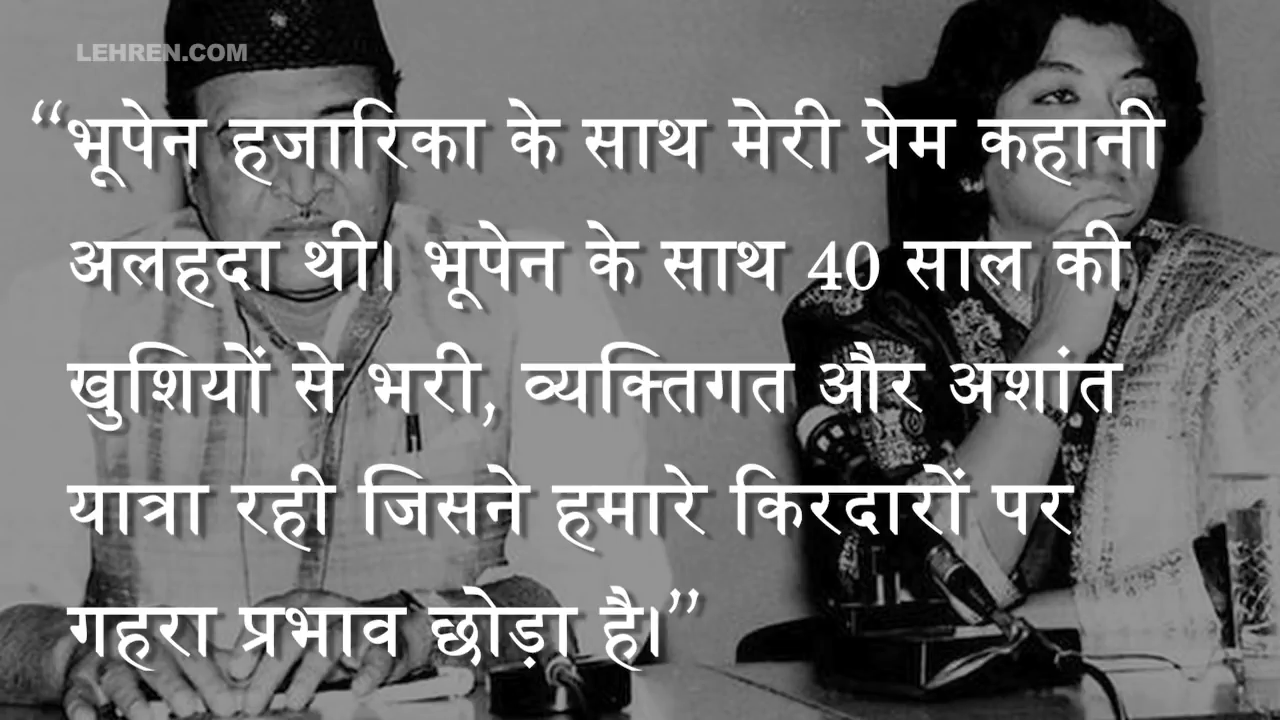 LEHREN.COM
“भूपेन हजारिका के साथ मेरी प्रेम कहानी
अलहदा थी। भूपेन के साथ 40 साल की
खुशियों से भरी, व्यक्तिगत और अशांत
यात्रा रही जिसने हमारे किरदारों पर
गहरा प्रभाव छोड़ा है।”